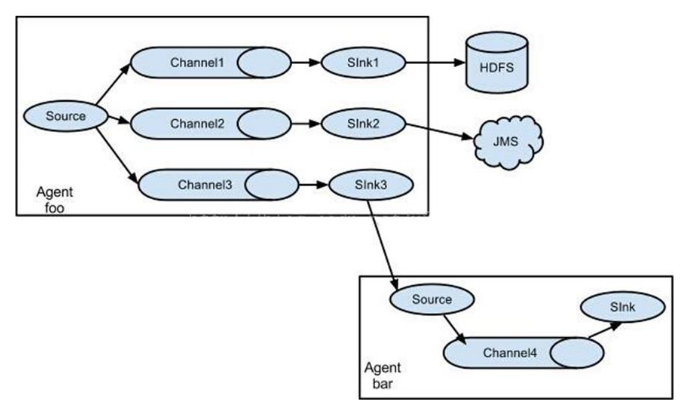 Channel1
SInk1
HDFS
Source
Channel2
SInk2
JMS
Channel3
SInk3
Agent
foo
Source
SInk
Channel4
Agent
bar